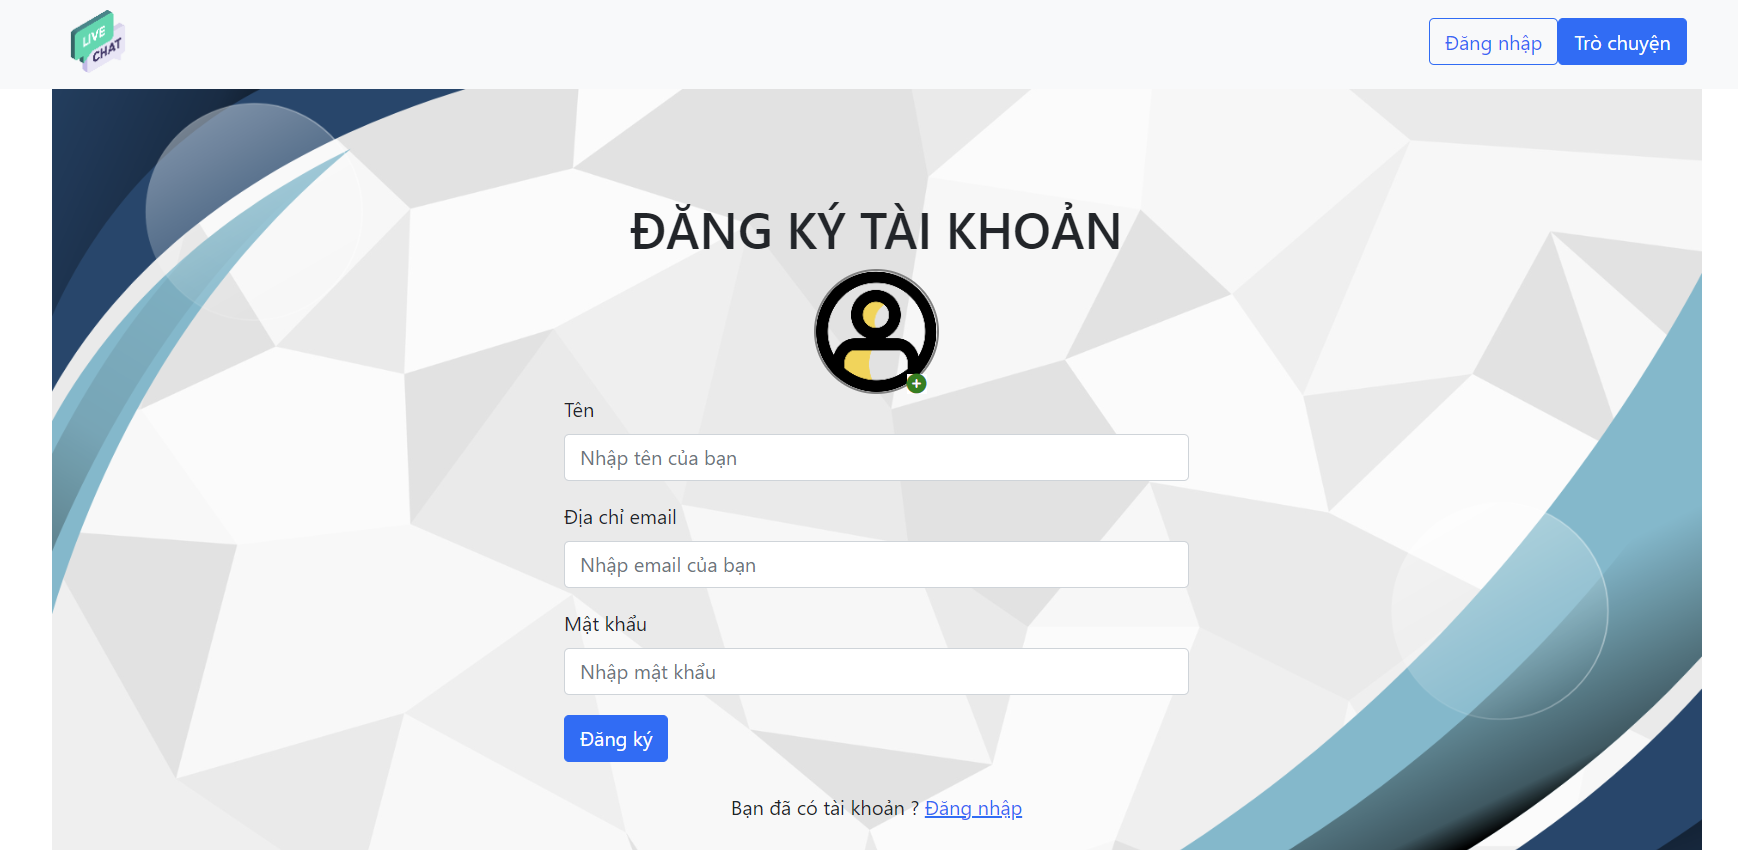 LIVE
CHAT
Đăng nhập
Trò chuyện
ĐĂNG KÝ TÀI KHOẢN
Tên
Nhập tên của bạn
Địa chỉ email
Nhập email của bạn
Mật khẩu
Nhập mật khẩu
Đăng ký
Bạn đã có tài khoản ? Đăng nhập